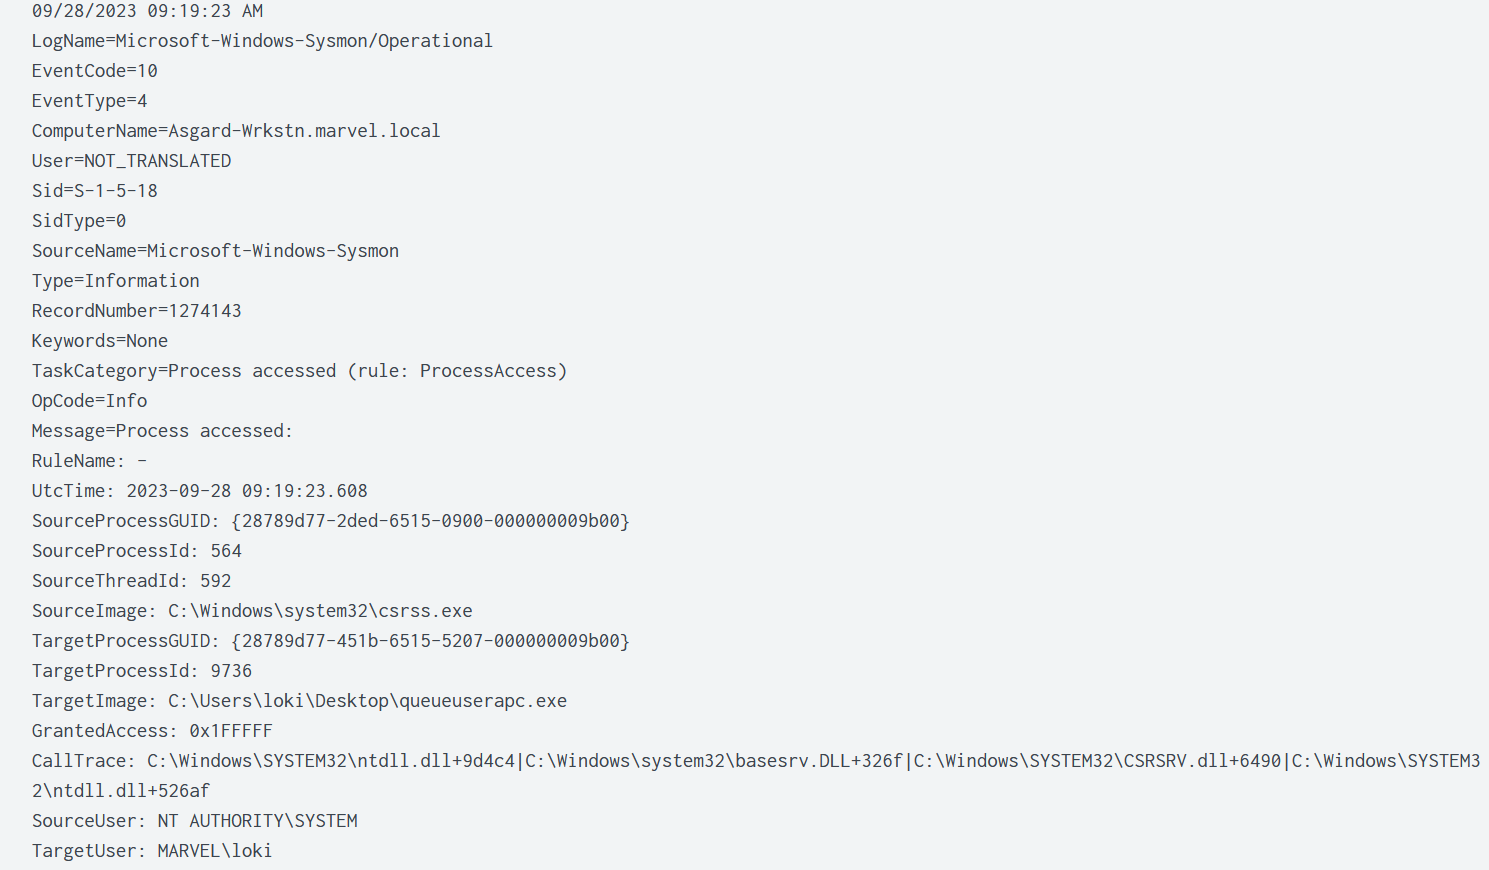 09/28/2023 09:19:23 AM
LogName=Microsoft-Windows-Sysmon/Operational
EventCode=10
EventType=4
ComputerName=Asgard-Wrkstn.marvel.local
User=NOT_TRANSLATED
Sid=S-1-5-18
SidType=0
SourceName=Microsoft-Windows-Sysmon
Type=Information
RecordNumber=1274143
Keywords=None
TaskCategory=Process accessed (rule: ProcessAccess)
OpCode=Info
Message=Process accessed:
RuleName: -
UtcTime: 2023-09-28 09:19:23.608
SourceProcessGUID: {28789d77-2ded-6515-0900-000000009b00}
SourceProcessId: 564
SourceThreadId: 592
SourceImage: C:\Windows\system32\csrss.exe
TargetProcessGUID: {28789d77-451b-6515-5207-000000009b00}
TargetProcessId: 9736
TargetImage: C:\Users\loki\Desktop\queueuserapc.exe
GrantedAccess: 0x1FFFFF
CallTrace: C:\Windows\SYSTEM32\ntdll.dll+9d4c4|C:\Windows\system32\basesrv.DLL+326f|C:\Windows\SYSTEM32\CSRSRV.dll+6490|C:\Windows\SYSTEM3
2\ntdll.dll+526af
SourceUser: NT AUTHORITY\SYSTEM
TargetUser: MARVEL\loki